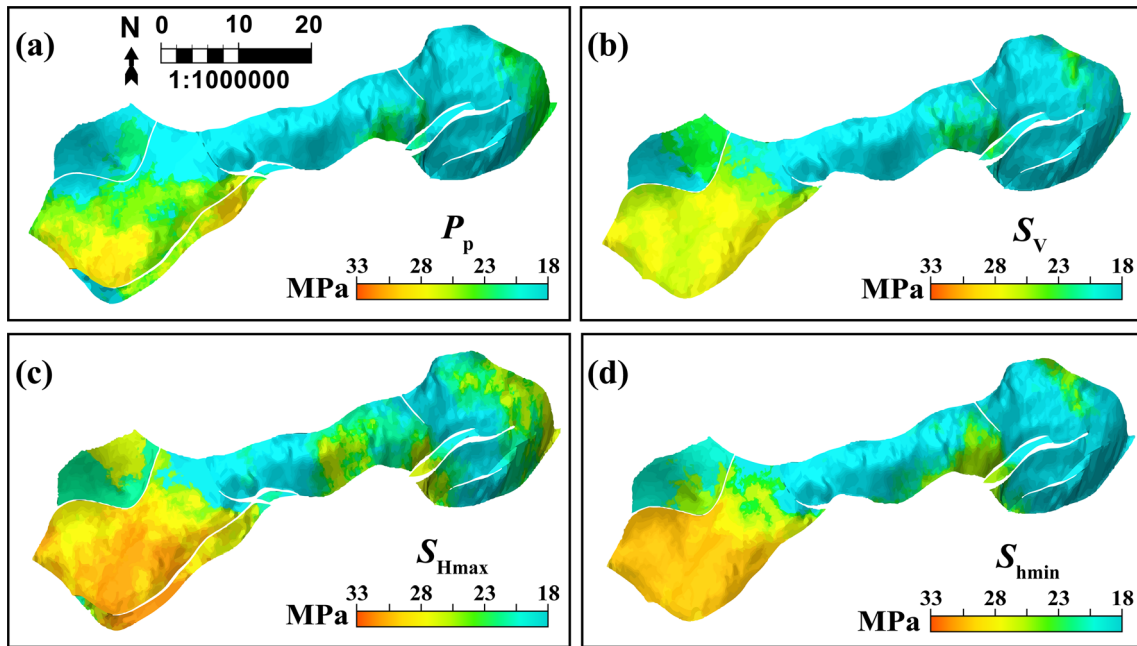 (a)
N
0 10 20
1:1000000
Pp
33 28 23 18
MPa
(b)
SV
33 28 23 18
MPa
(c)
SHmax
33 28 23 18
MPa
(d)
Shmin
33 28 23 18
MPa